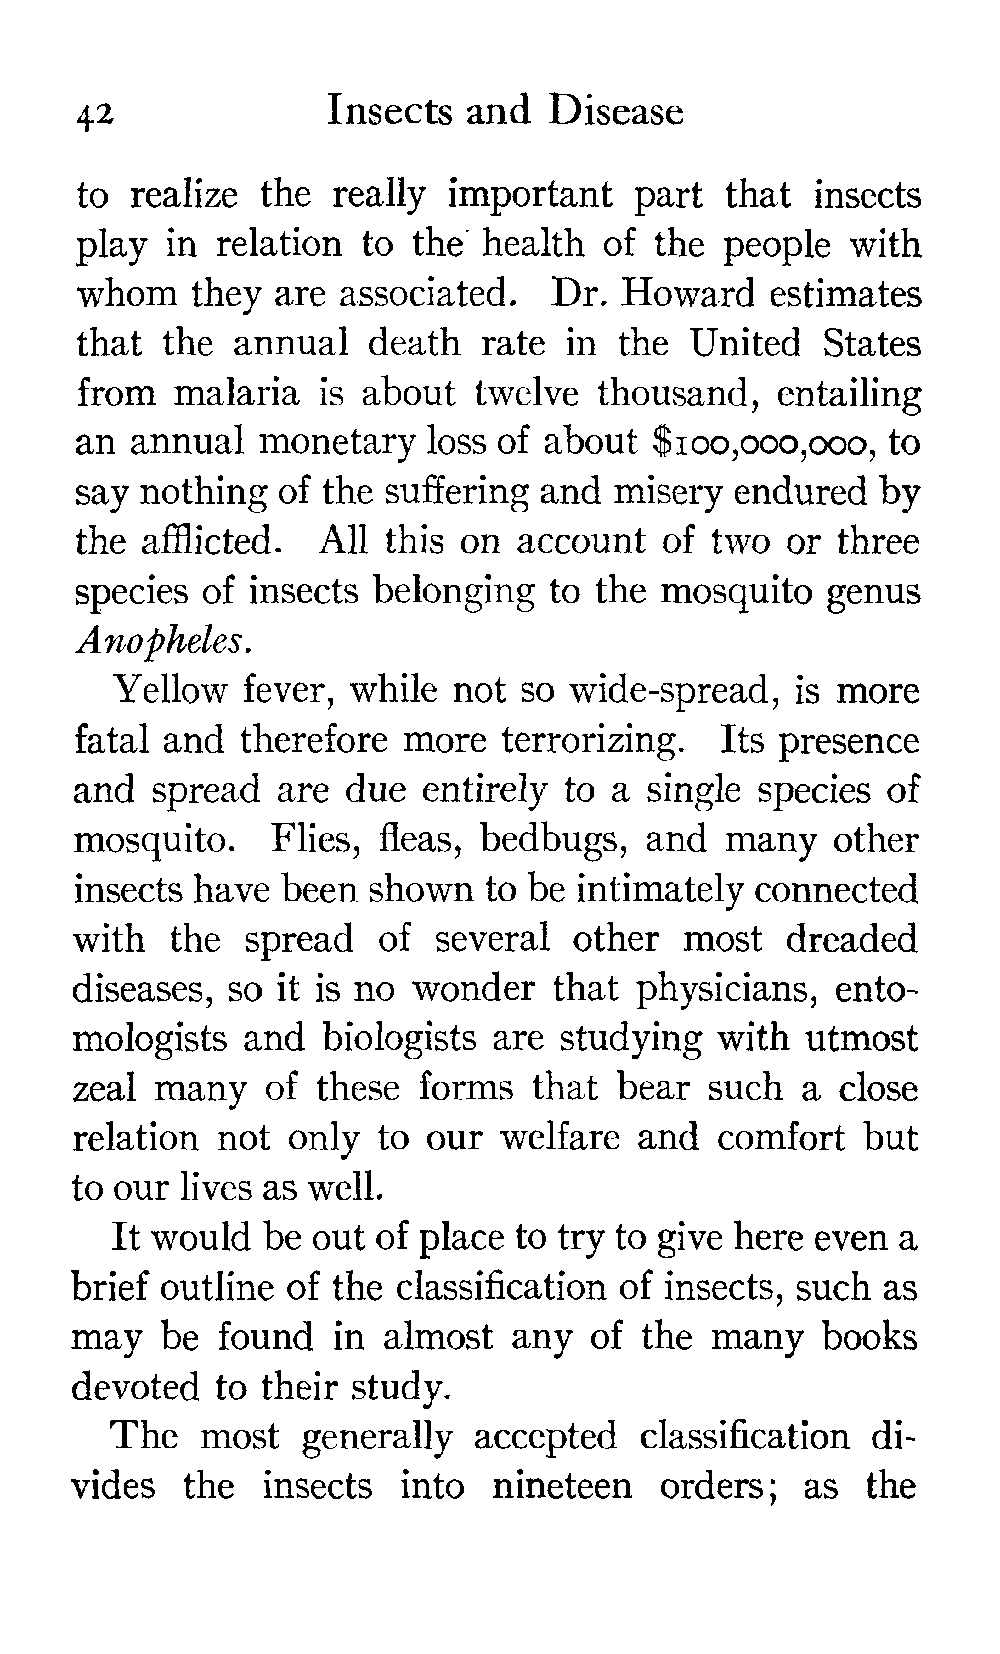 42 Insects and Disease
to realize the really important part that insects
play in relation to the health of the people with
whom they are associated. Dr. Howard estimates
that the annual death rate in the United States
from malaria is about twelve thousand, entailing
an annual monetary loss of about $100,000,000, to
say nothing of the suffering and misery endured by
the afflicted. All this on account of two or three
species of insects belonging to the mosquito genus
Anopheles.
Yellow fever, while not so wide-spread, is more
fatal and therefore more terrorizing. Its presence
and spread are due entirely to a single species of
mosquito. Flies, fleas, bedbugs, and many other
insects have been shown to be intimately connected
with the spread of several other most dreaded
diseases, so it is no wonder that physicians, ento-
mologists and biologists are studying with utmost
zeal many of these forms that bear such a close
relation not only to our welfare and comfort but
to our lives as well.
It would be out of place to try to give here even a
brief outline of the classification of insects, such as
may be found in almost any of the many books
devoted to their study.
The most generally accepted classification di-
vides the insects into nineteen orders; as the